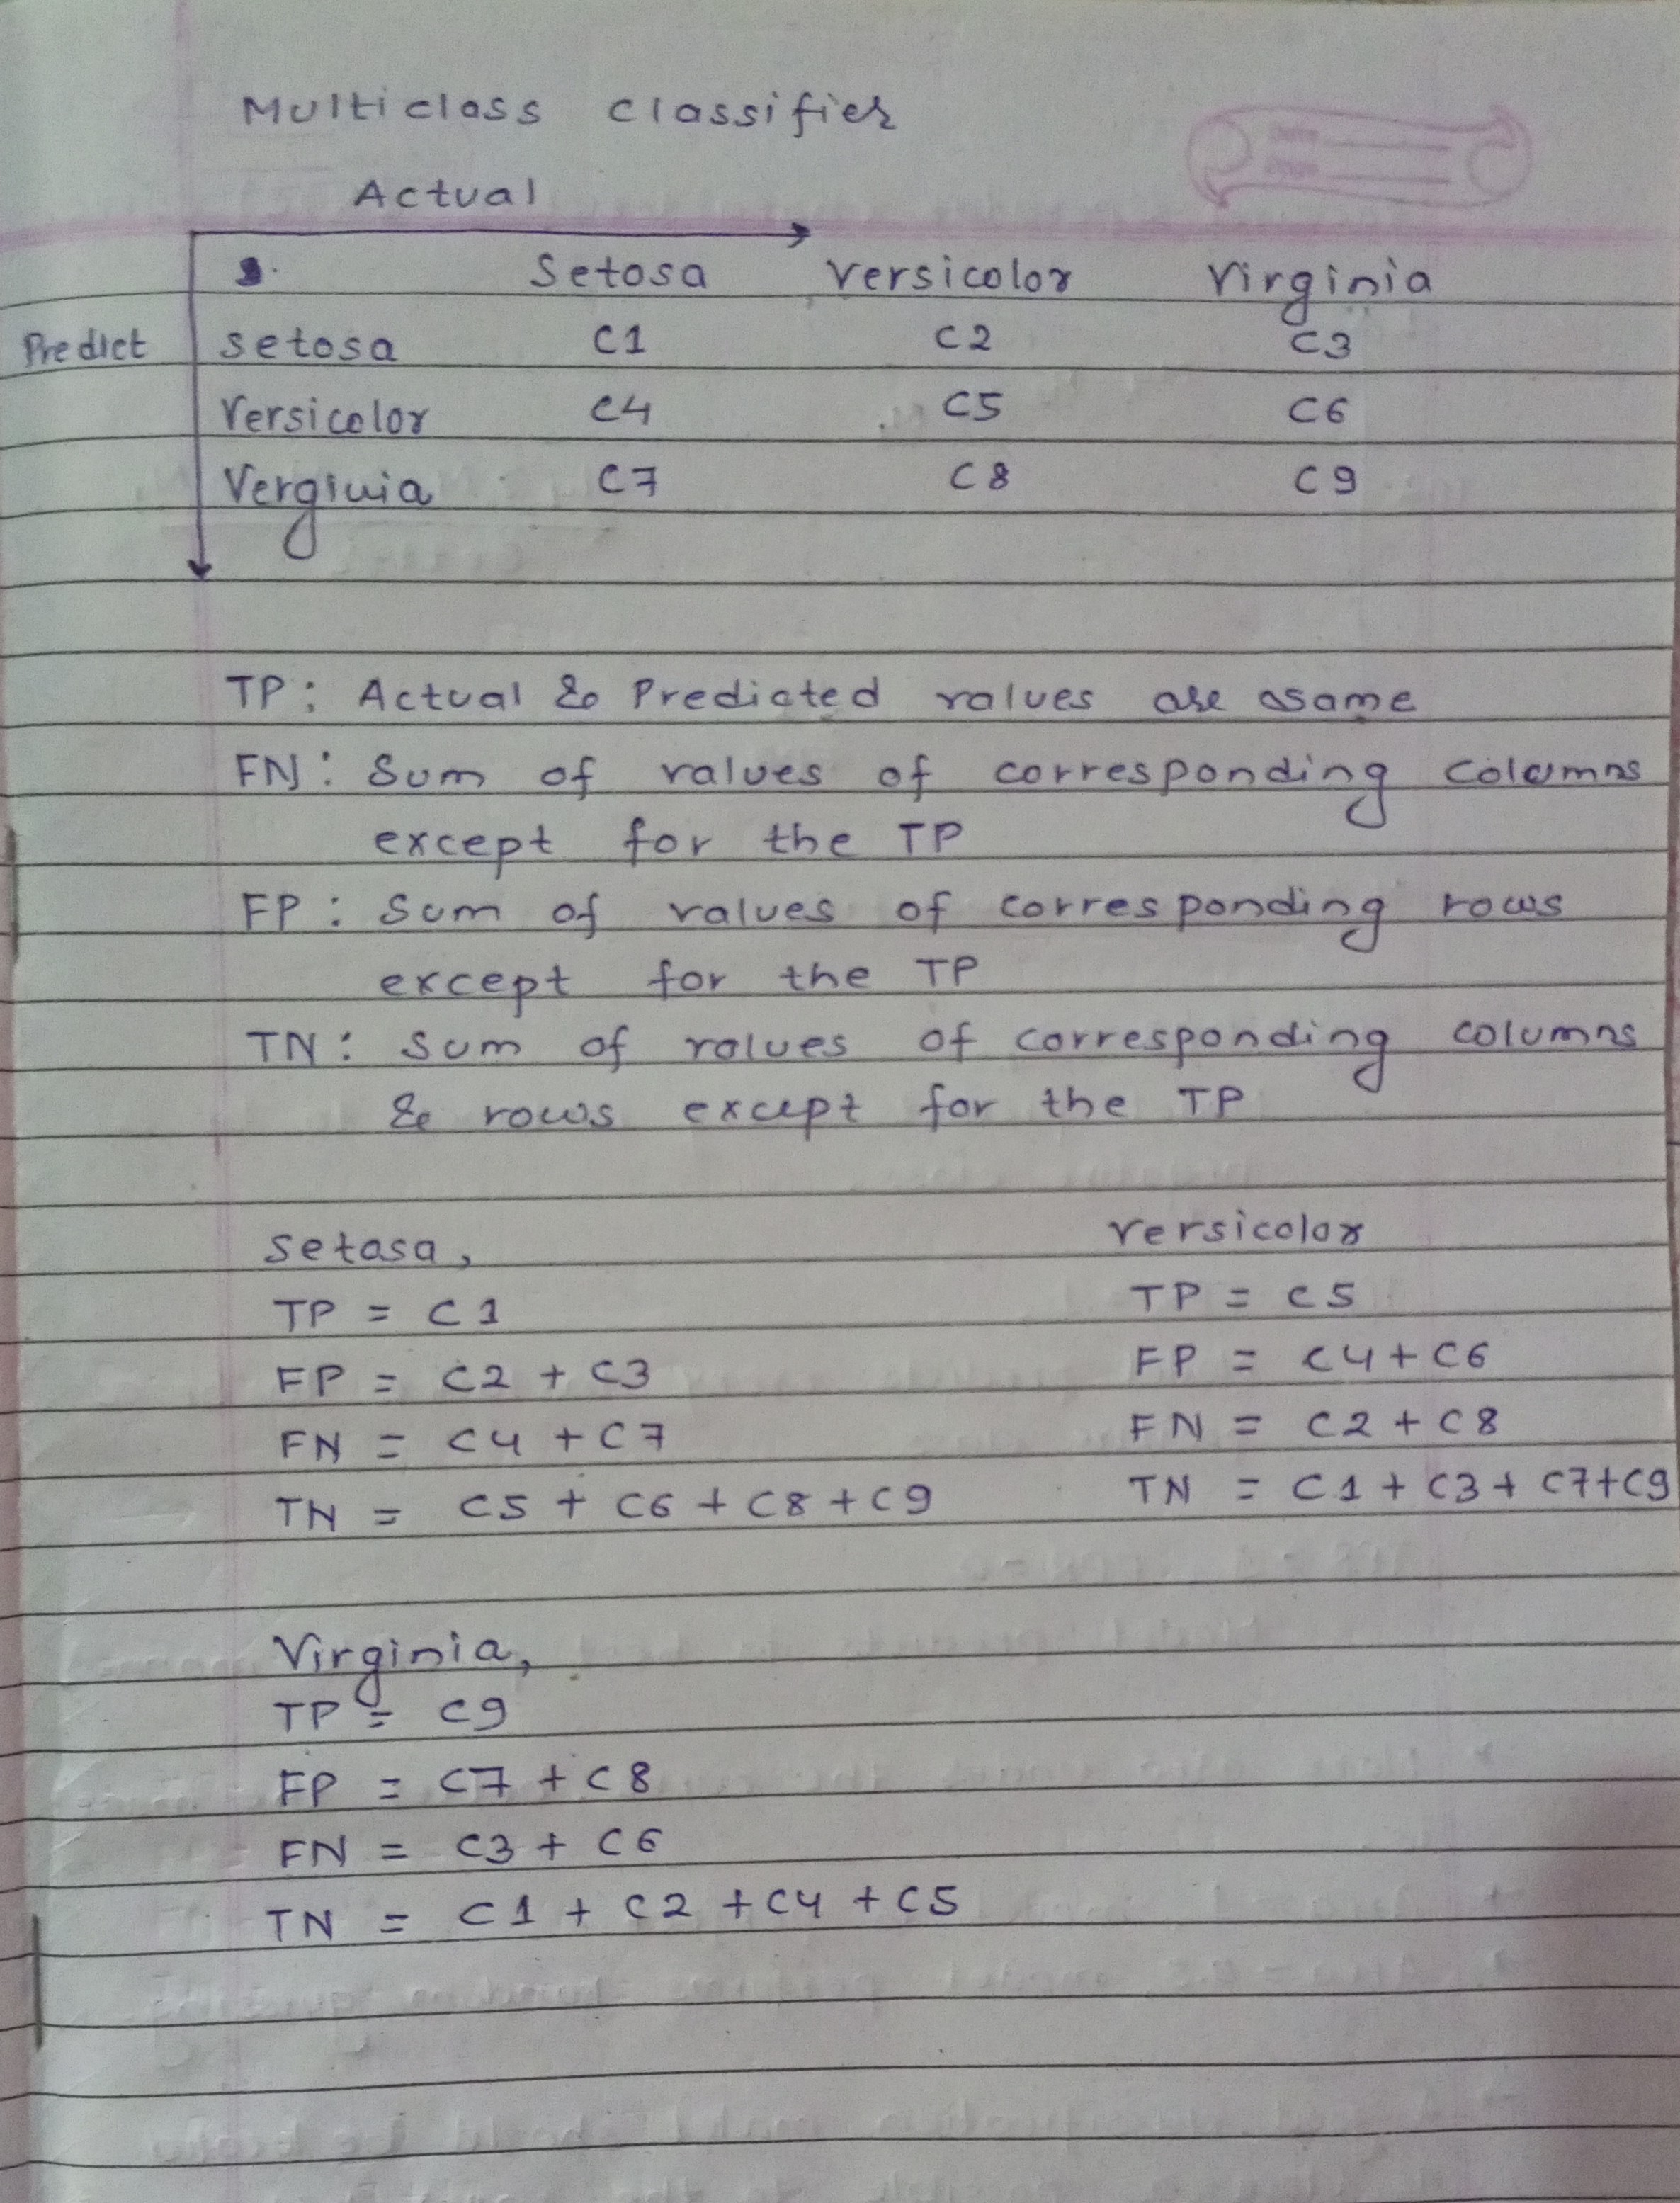 Multiclass classifier
Date
Page
Actual
Setosa Versicolor Virginia
Predict setosa C1 C2 C3
Versicolor C4 C5 C6
Verginia C7 C8 C9
TP : Actual & Predicted values are same
FN : Sum of values of corresponding columns
except for the TP
FP : Sum of values of corresponding rows
except for the TP
TN : Sum of values of corresponding columns
& rows except for the TP
Setasa,
TP = C1
FP = C2 + C3
FN = C4 + C7
TN = C5 + C6 + C8 + C9
Versicolor
TP = C5
FP = C4 + C6
FN = C2 + C8
TN = C1 + C3 + C7 + C9
Virginia,
TP = C9
FP = C7 + C8
FN = C3 + C6
TN = C1 + C2 + C4 + C5